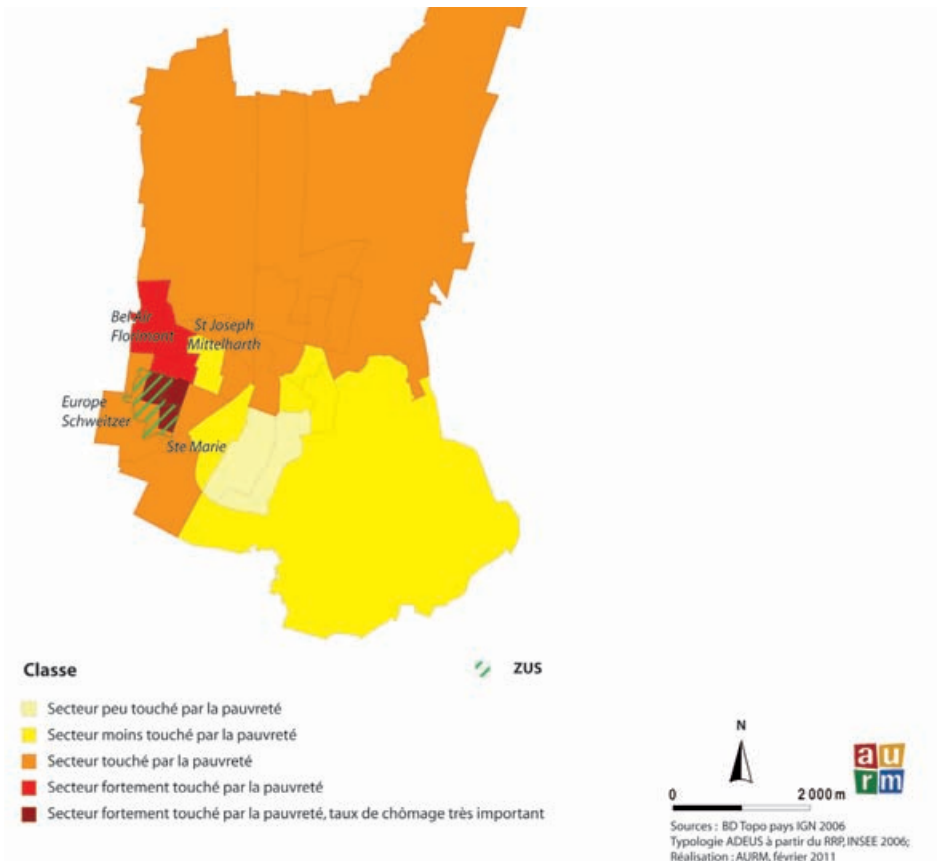 Bel Air
Florimont
St Joseph
Mittelharth
Europe
Schweitzer
Ste Marie
Classe
ZUS
Secteur peu touché par la pauvreté
Secteur moins touché par la pauvreté
Secteur touché par la pauvreté
Secteur fortement touché par la pauvreté
Secteur fortement touché par la pauvreté, taux de chômage très important
N
0 2 000 m
au
rm
Sources : BD Topo pays IGN 2006
Typologie ADEUS à partir du RRP, INSEE 2006;
Réalisation : AURM, février 2011